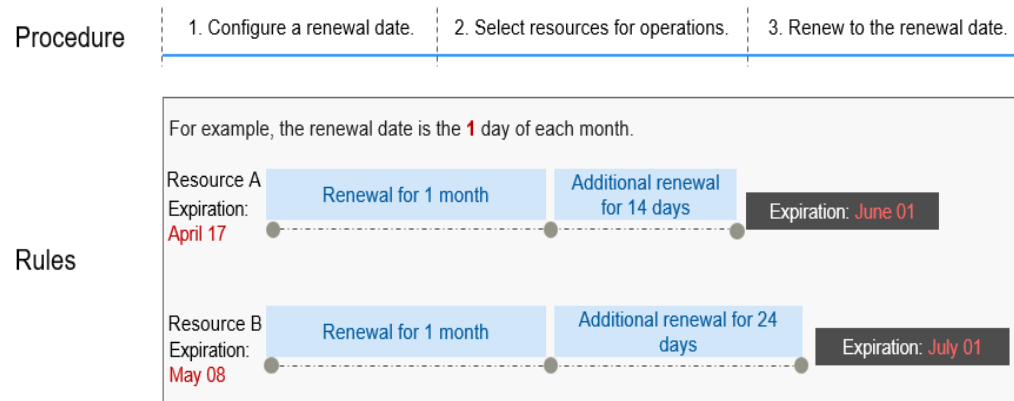 Procedure
1. Configure a renewal date.
2. Select resources for operations.
3. Renew to the renewal date.
Rules
For example, the renewal date is the 1 day of each month.
Resource A
Expiration:
April 17
Renewal for 1 month
Additional renewal
for 14 days
Expiration: June 01
Resource B
Expiration:
May 08
Renewal for 1 month
Additional renewal for 24
days
Expiration: July 01